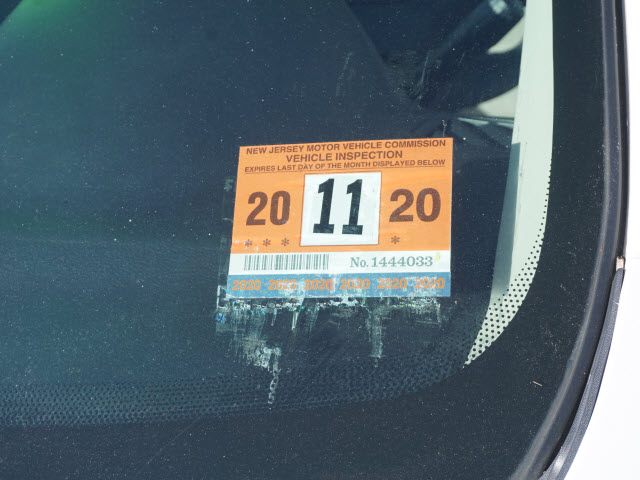 NEW JERSEY MOTOR VEHICLE COMMISSION
VEHICLE INSPECTION
EXPIRES LAST DAY OF THE MONTH DISPLAYED BELOW
20 11 20
* * * *
No. 1444033
2020 2020 2020 2020 2020 2020